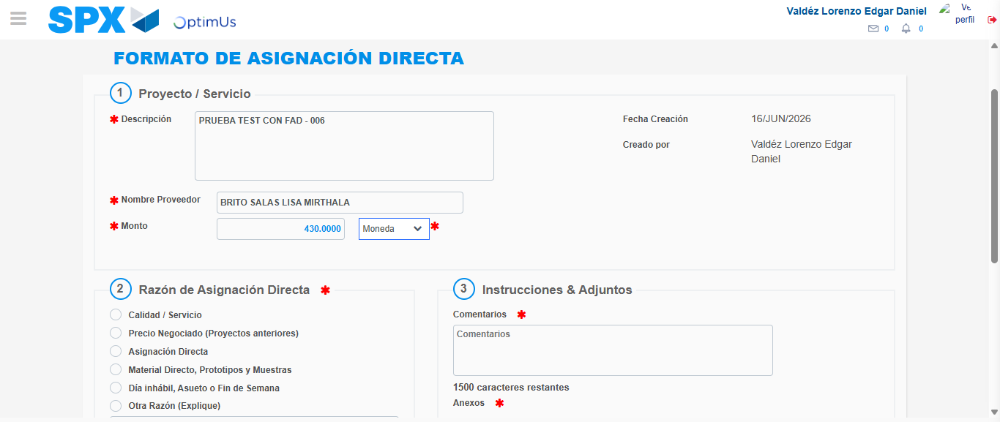 SPX
OptimUs
Valdéz Lorenzo Edgar Daniel
0
0
Ve
perfil
FORMATO DE ASIGNACIÓN DIRECTA
1 Proyecto / Servicio
* Descripción
PRUEBA TEST CON FAD - 006
Fecha Creación
16/JUN/2026
Creado por
Valdéz Lorenzo Edgar
Daniel
* Nombre Proveedor
BRITO SALAS LISA MIRTHALA
* Monto
430.0000
Moneda *
2 Razón de Asignación Directa *
Calidad / Servicio
Precio Negociado (Proyectos anteriores)
Asignación Directa
Material Directo, Prototipos y Muestras
Día inhábil, Asueto o Fin de Semana
Otra Razón (Explique)
3 Instrucciones & Adjuntos
Comentarios *
Comentarios
1500 caracteres restantes
Anexos *